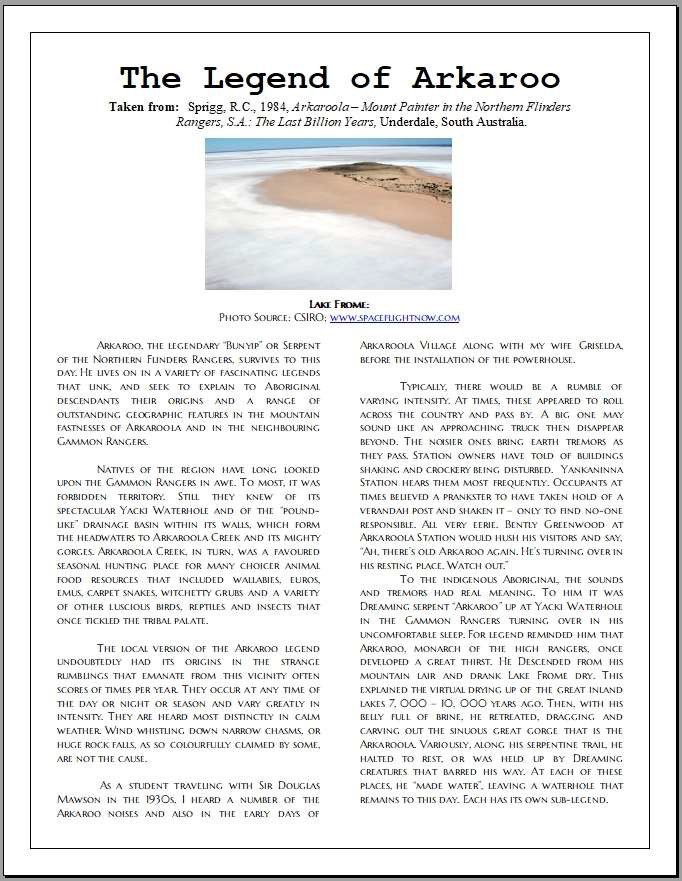 The Legend of Arkaroo
Taken from: Sprigg, R.C., 1984, Arkaroola – Mount Painter in the Northern Flinders
Rangers, S.A.: The Last Billion Years, Underdale, South Australia.
Lake Frome:
Photo Source: CSIRO; www.spaceflightnow.com
Arkaroo, the legendary "Bunyip" or Serpent
of the Northern Flinders Rangers, survives to this
day. He lives on in a variety of fascinating legends
that link, and seek to explain to Aboriginal
descendants their origins and a range of
outstanding geographic features in the mountain
fastnesses of Arkaroola and in the neighbouring
Gammon Rangers.
Natives of the region have long looked
upon the Gammon Rangers in awe. To most, it was
forbidden territory. Still they knew of its
spectacular Yacki Waterhole and of the "pound-
like" drainage basin within its walls, which form
the headwaters to Arkaroola Creek and its mighty
gorges. Arkaroola Creek, in turn, was a favoured
seasonal hunting place for many choicer animal
food resources that included wallabies, euros,
emus, carpet snakes, witchetty grubs and a variety
of other luscious birds, reptiles and insects that
once tickled the tribal palate.
The local version of the Arkaroo legend
undoubtedly had its origins in the strange
rumblings that emanate from this vicinity often
scores of times per year. They occur at any time of
the day or night or season and vary greatly in
intensity. They are heard most distinctly in calm
weather. Wind whistling down narrow chasms, or
huge rock falls, as so colourfully claimed by some,
are not the cause.
As a student traveling with Sir Douglas
Mawson in the 1930s, I heard a number of the
Arkaroo noises and also in the early days of
Arkaroola Village along with my wife Griselda,
before the installation of the powerhouse.
Typically, there would be a rumble of
varying intensity. At times, these appeared to roll
across the country and pass by. A big one may
sound like an approaching truck then disappear
beyond. The noisier ones bring earth tremors as
they pass. Station owners have told of buildings
shaking and crockery being disturbed. Yankaninna
Station hears them most frequently. Occupants at
times believed a prankster to have taken hold of a
verandah post and shaken it – only to find no-one
responsible. All very eerie. Bently Greenwood at
Arkaroola Station would hush his visitors and say,
"Ah, there's old Arkaroo again. He's turning over in
his resting place. Watch out."
To the indigenous Aboriginal, the sounds
and tremors had real meaning. To him it was
Dreaming serpent "Arkaroo" up at Yacki Waterhole
in the Gammon Rangers turning over in his
uncomfortable sleep. For legend reminded him that
Arkaroo, monarch of the high rangers, once
developed a great thirst. He Descended from his
mountain lair and drank Lake Frome dry. This
explained the virtual drying up of the great inland
lakes 7, 000 – 10, 000 years ago. Then, with his
belly full of brine, he retreated, dragging and
carving out the sinuous great gorge that is the
Arkaroola. Variously, along his serpentine trail, he
halted to rest, or was held up by Dreaming
creatures that barred his way. At each of these
places, he "made water", leaving a waterhole that
remains to this day. Each has its own sub-legend.